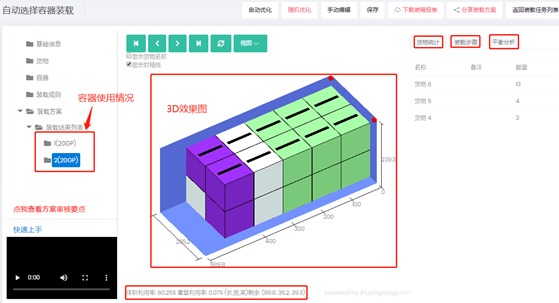 自动选择容器装载
自动优化
随机优化
手动编辑
保存
下载装箱报表
分享装载方案
返回装载任务列表
基础信息
货物
容器
装载规则
装载方案
装载结果列表
1(20GP)
2(20GP)
容器使用情况
点我查看方案审核要点
快速上手
0:00
视图
显示货物名称
显示封箱线
3D效果图
239.3
0
100
200
300
400
235.2
589.8
体积利用率: 60.25% 重量利用率: 0.07% (长,宽,高)剩余: (89.8, 35.2, 39.3)
powered by zhuangxiang.com
货物统计
装载步骤
平衡分析
名称 备注 数量
货物 6 13
货物 5 4
货物 4 3